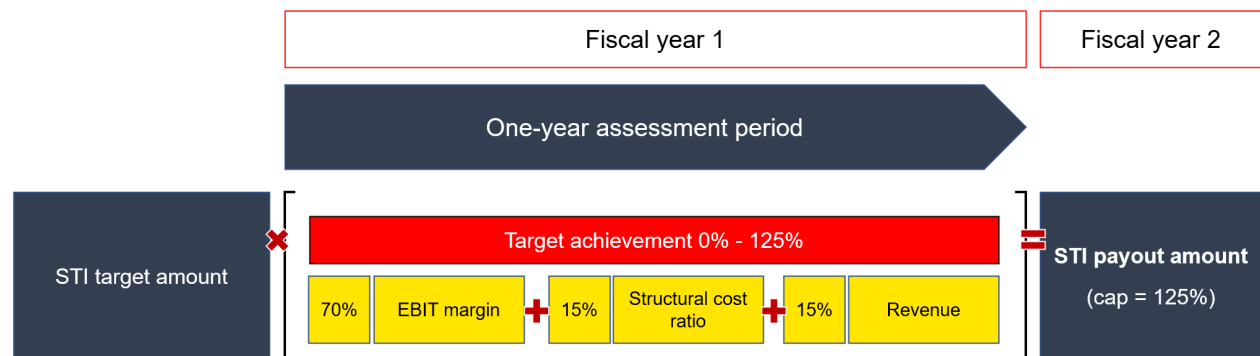 Fiscal year 1
Fiscal year 2
One-year assessment period
STI target amount
Target achievement 0% - 125%
70%
EBIT margin
15%
Structural cost
ratio
15%
Revenue
STI payout amount
(cap = 125%)